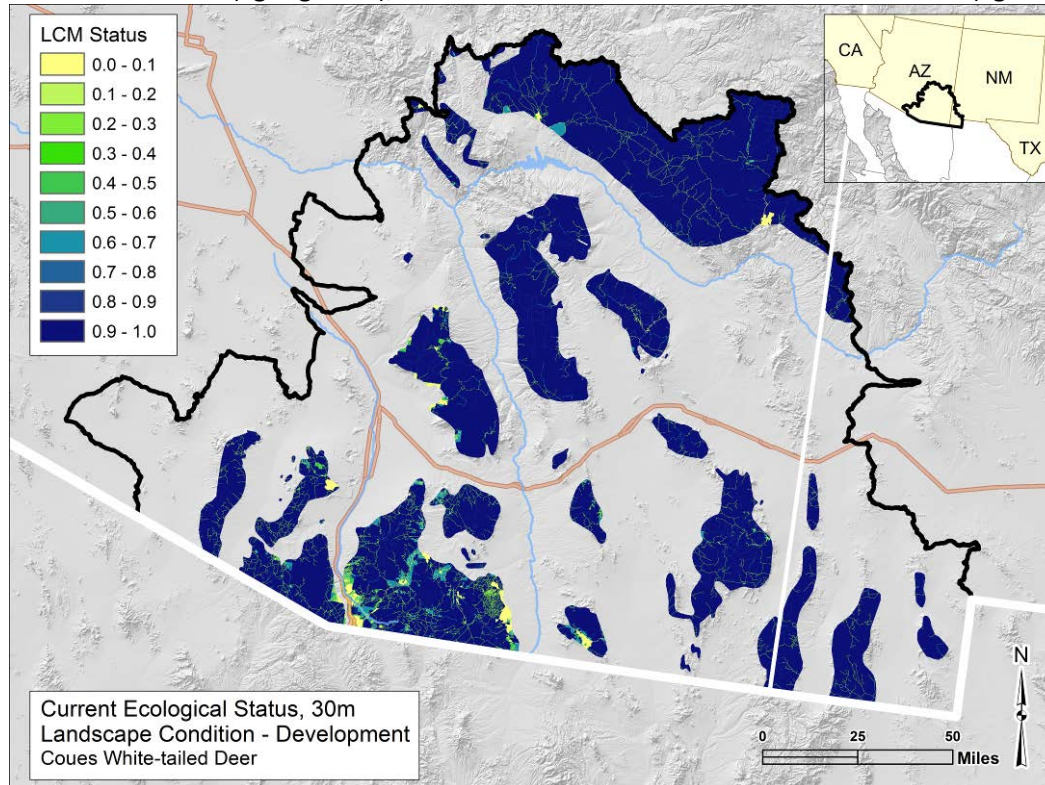 LCM Status
0.0 - 0.1
0.1 - 0.2
0.2 - 0.3
0.3 - 0.4
0.4 - 0.5
0.5 - 0.6
0.6 - 0.7
0.7 - 0.8
0.8 - 0.9
0.9 - 1.0
CA
AZ
NM
TX
N
0 25 50
Miles
Current Ecological Status, 30m
Landscape Condition - Development
Coues White-tailed Deer